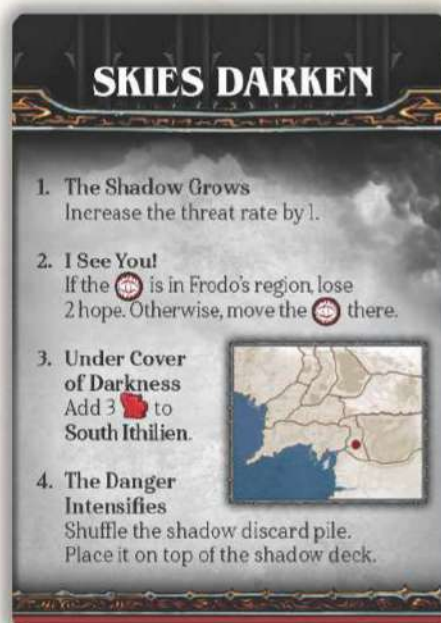 SKIES DARKEN
1. The Shadow Grows
Increase the threat rate by 1.
2. I See You!
If the is in Frodo's region, lose
2 hope. Otherwise, move the there.
3. Under Cover
of Darkness
Add 3 to
South Ithilien.
4. The Danger
Intensifies
Shuffle the shadow discard pile.
Place it on top of the shadow deck.